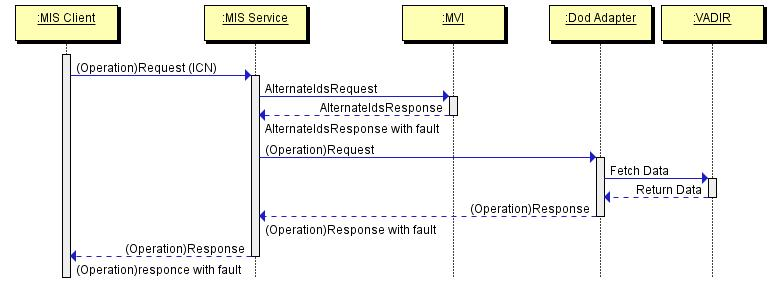 :MIS Client :MIS Service :MVI :Dod Adapter :VADIR
(Operation)Request (ICN)
AlternateIdsRequest
AlternateIdsResponse
AlternateIdsResponse with fault
(Operation)Request
Fetch Data
Return Data
(Operation)Response
(Operation)Response with fault
(Operation)Response
(Operation)responce with fault